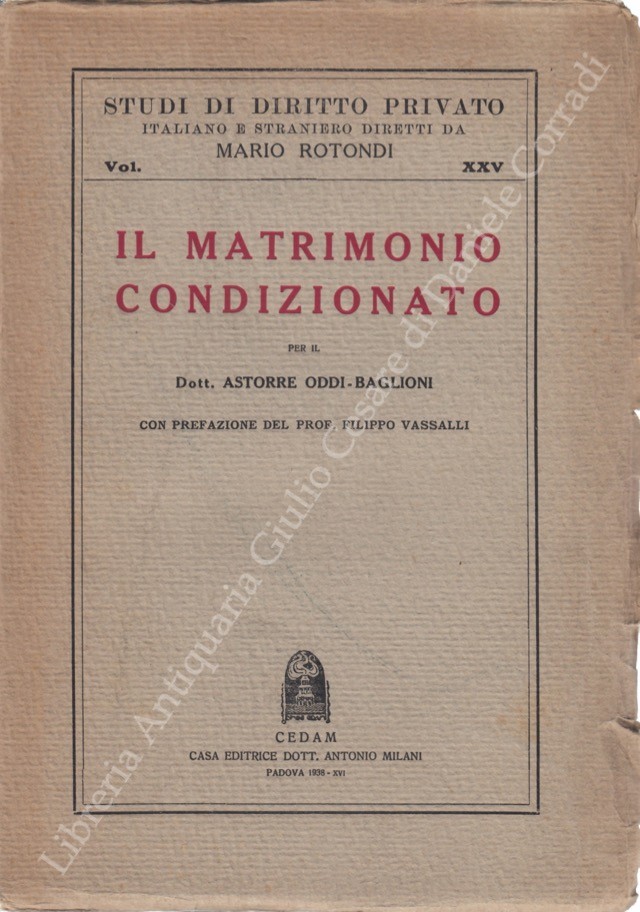 STUDI DI DIRITTO PRIVATO
ITALIANO E STRANIERO DIRETTI DA
MARIO ROTONDI
Vol. XXV
IL MATRIMONIO
CONDIZIONATO
PER IL
Dott. ASTORRE ODDI-BAGLIONI
CON PREFAZIONE DEL PROF. FILIPPO VASSALLI
CEDAM
CASA EDITRICE DOTT. ANTONIO MILANI
PADOVA 1938 - XVI
Libreria Antiquaria Giulio Cesare di Daniele Corradi